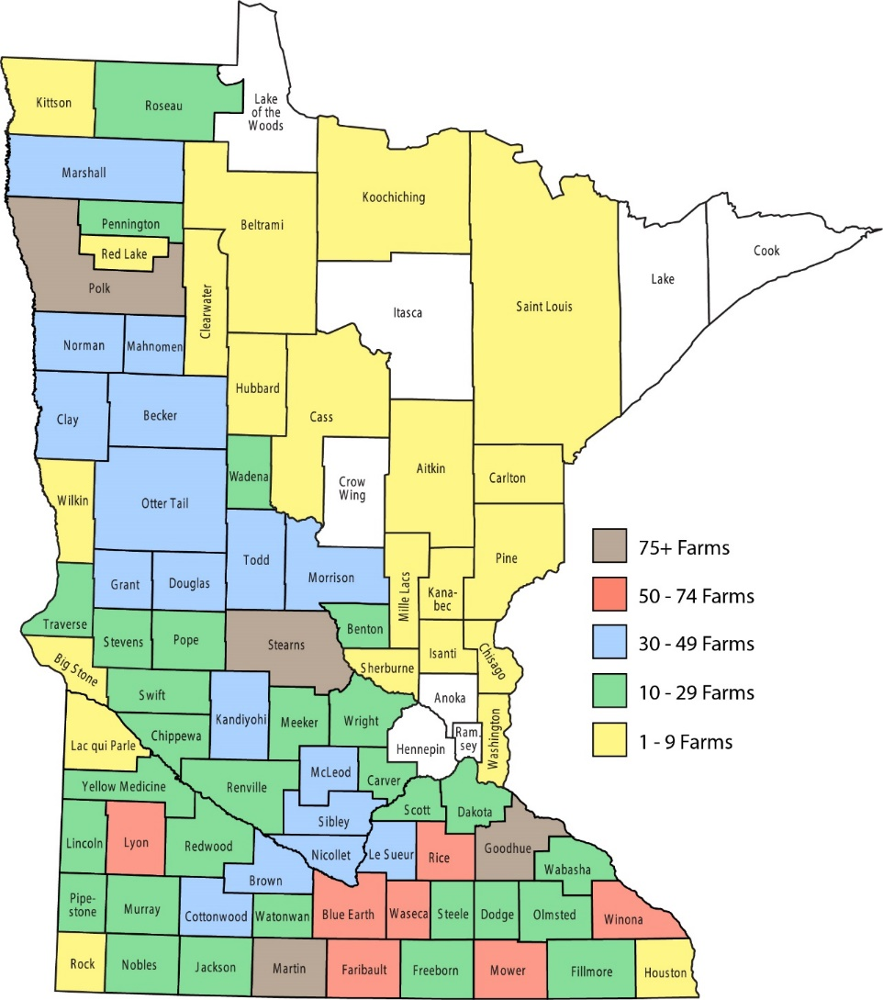 Kittson
Roseau
Lake
of the
Woods
Marshall
Koochiching
Pennington
Beltrami
Red Lake
Polk
Clearwater
Saint Louis
Lake
Cook
Itasca
Norman
Mahnomen
Hubbard
Cass
Clay
Becker
Wadena
Crow
Wing
Aitkin
Carlton
Wilkin
Otter Tail
Todd
Morrison
Mille Lacs
Kana-
bec
Pine
Grant
Douglas
Traverse
Stevens
Pope
Stearns
Benton
Sherburne
Isanti
Chisago
Big Stone
Swift
Kandiyohi
Meeker
Wright
Anoka
Hennepin
Ram
sey
Washington
Lac qui Parle
Chippewa
Yellow Medicine
Renville
McLeod
Carver
Sibley
Scott
Dakota
Lincoln
Lyon
Redwood
Nicollet
Le Sueur
Rice
Goodhue
Wabasha
Brown
Pipe-
stone
Murray
Cottonwood
Watonwan
Blue Earth
Waseca
Steele
Dodge
Olmsted
Winona
Rock
Nobles
Jackson
Martin
Faribault
Freeborn
Mower
Fillmore
Houston
75+ Farms
50 - 74 Farms
30 - 49 Farms
10 - 29 Farms
1 - 9 Farms